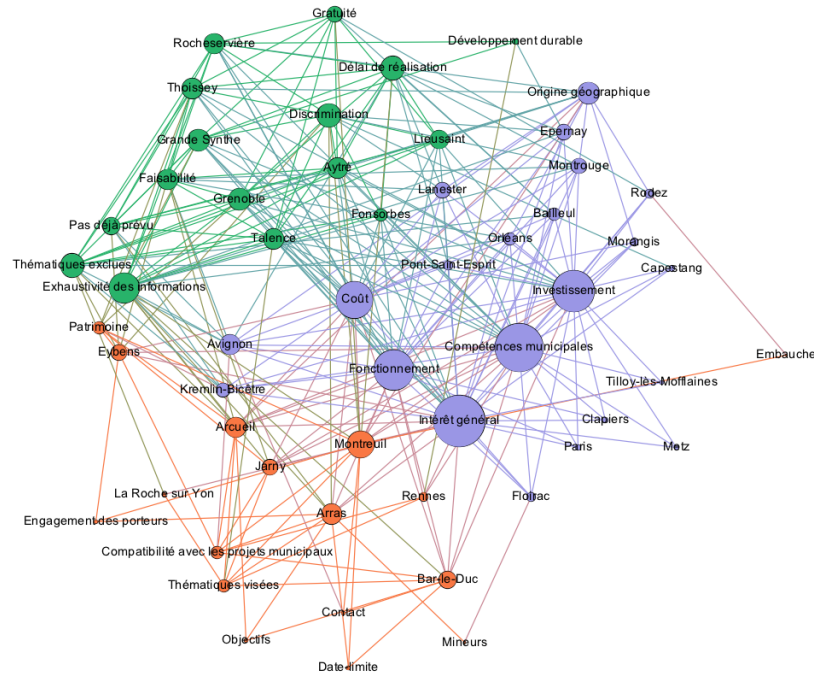 Gratuité
Rocheservière
Développement durable
Délai de réalisation
Thoissey
Origine géographique
Discrimination
Epernay
Grande Synthe
Lieusaint
Aytré
Montrouge
Faisabilité
Lanester
Rodez
Grenoble
Fonsorbes
Bailleul
Pas déjà prévu
Talence
Orléans
Morangis
Thématiques exclues
Pont-Saint-Esprit
Capestang
Exhaustivité des informations
Coût
Investissement
Patrimoine
Eybens
Avignon
Compétences municipales
Embauche
Fonctionnement
Tilloy-lès-Mofflaines
Kremlin-Bicêtre
Intérêt général
Clapiers
Arcueil
Montreuil
Paris
Metz
Jarny
La Roche sur Yon
Rennes
Floirac
Engagement des porteurs
Arras
Compatibilité avec les projets municipaux
Thématiques visées
Bar-le-Duc
Contact
Objectifs
Mineurs
Date-limite